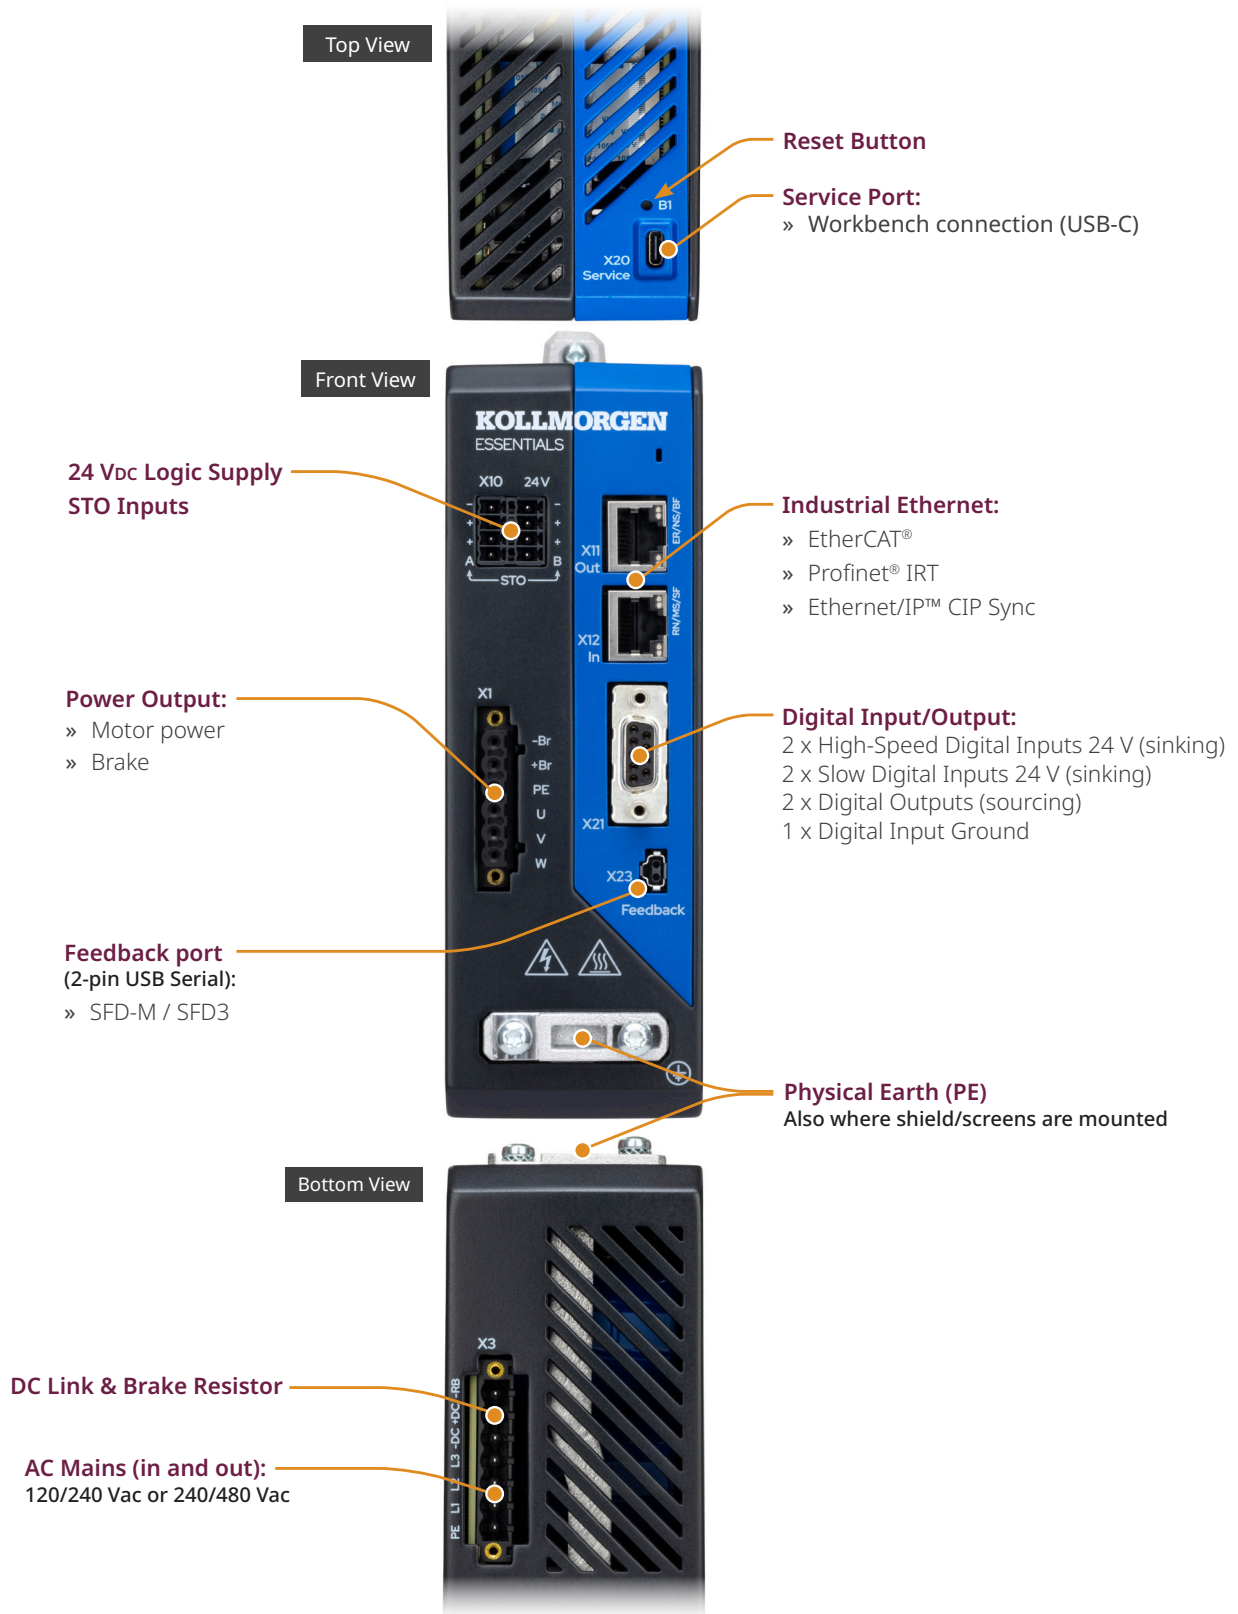 Top View
Reset Button
B1
Service Port:
» Workbench connection (USB-C)
X20
Service
Front View
KOLLMORGEN
ESSENTIALS
24 VDC Logic Supply
STO Inputs
X10 24V
- -
+ +
+ +
A B
STO
ER/NS/BF
X11
Out
Industrial Ethernet:
» EtherCAT®
» Profinet® IRT
» Ethernet/IP™ CIP Sync
RN/MS/SF
X12
In
Power Output:
» Motor power
» Brake
X1
-Br
+Br
PE
U
V
W
Digital Input/Output:
2 x High-Speed Digital Inputs 24 V (sinking)
2 x Slow Digital Inputs 24 V (sinking)
2 x Digital Outputs (sourcing)
1 x Digital Input Ground
X21
X23
Feedback
Feedback port
(2-pin USB Serial):
» SFD-M / SFD3
Physical Earth (PE)
Also where shield/screens are mounted
Bottom View
X3
DC Link & Brake Resistor
AC Mains (in and out):
120/240 Vac or 240/480 Vac
PE L1 L2 L3 -DC +DC -RB